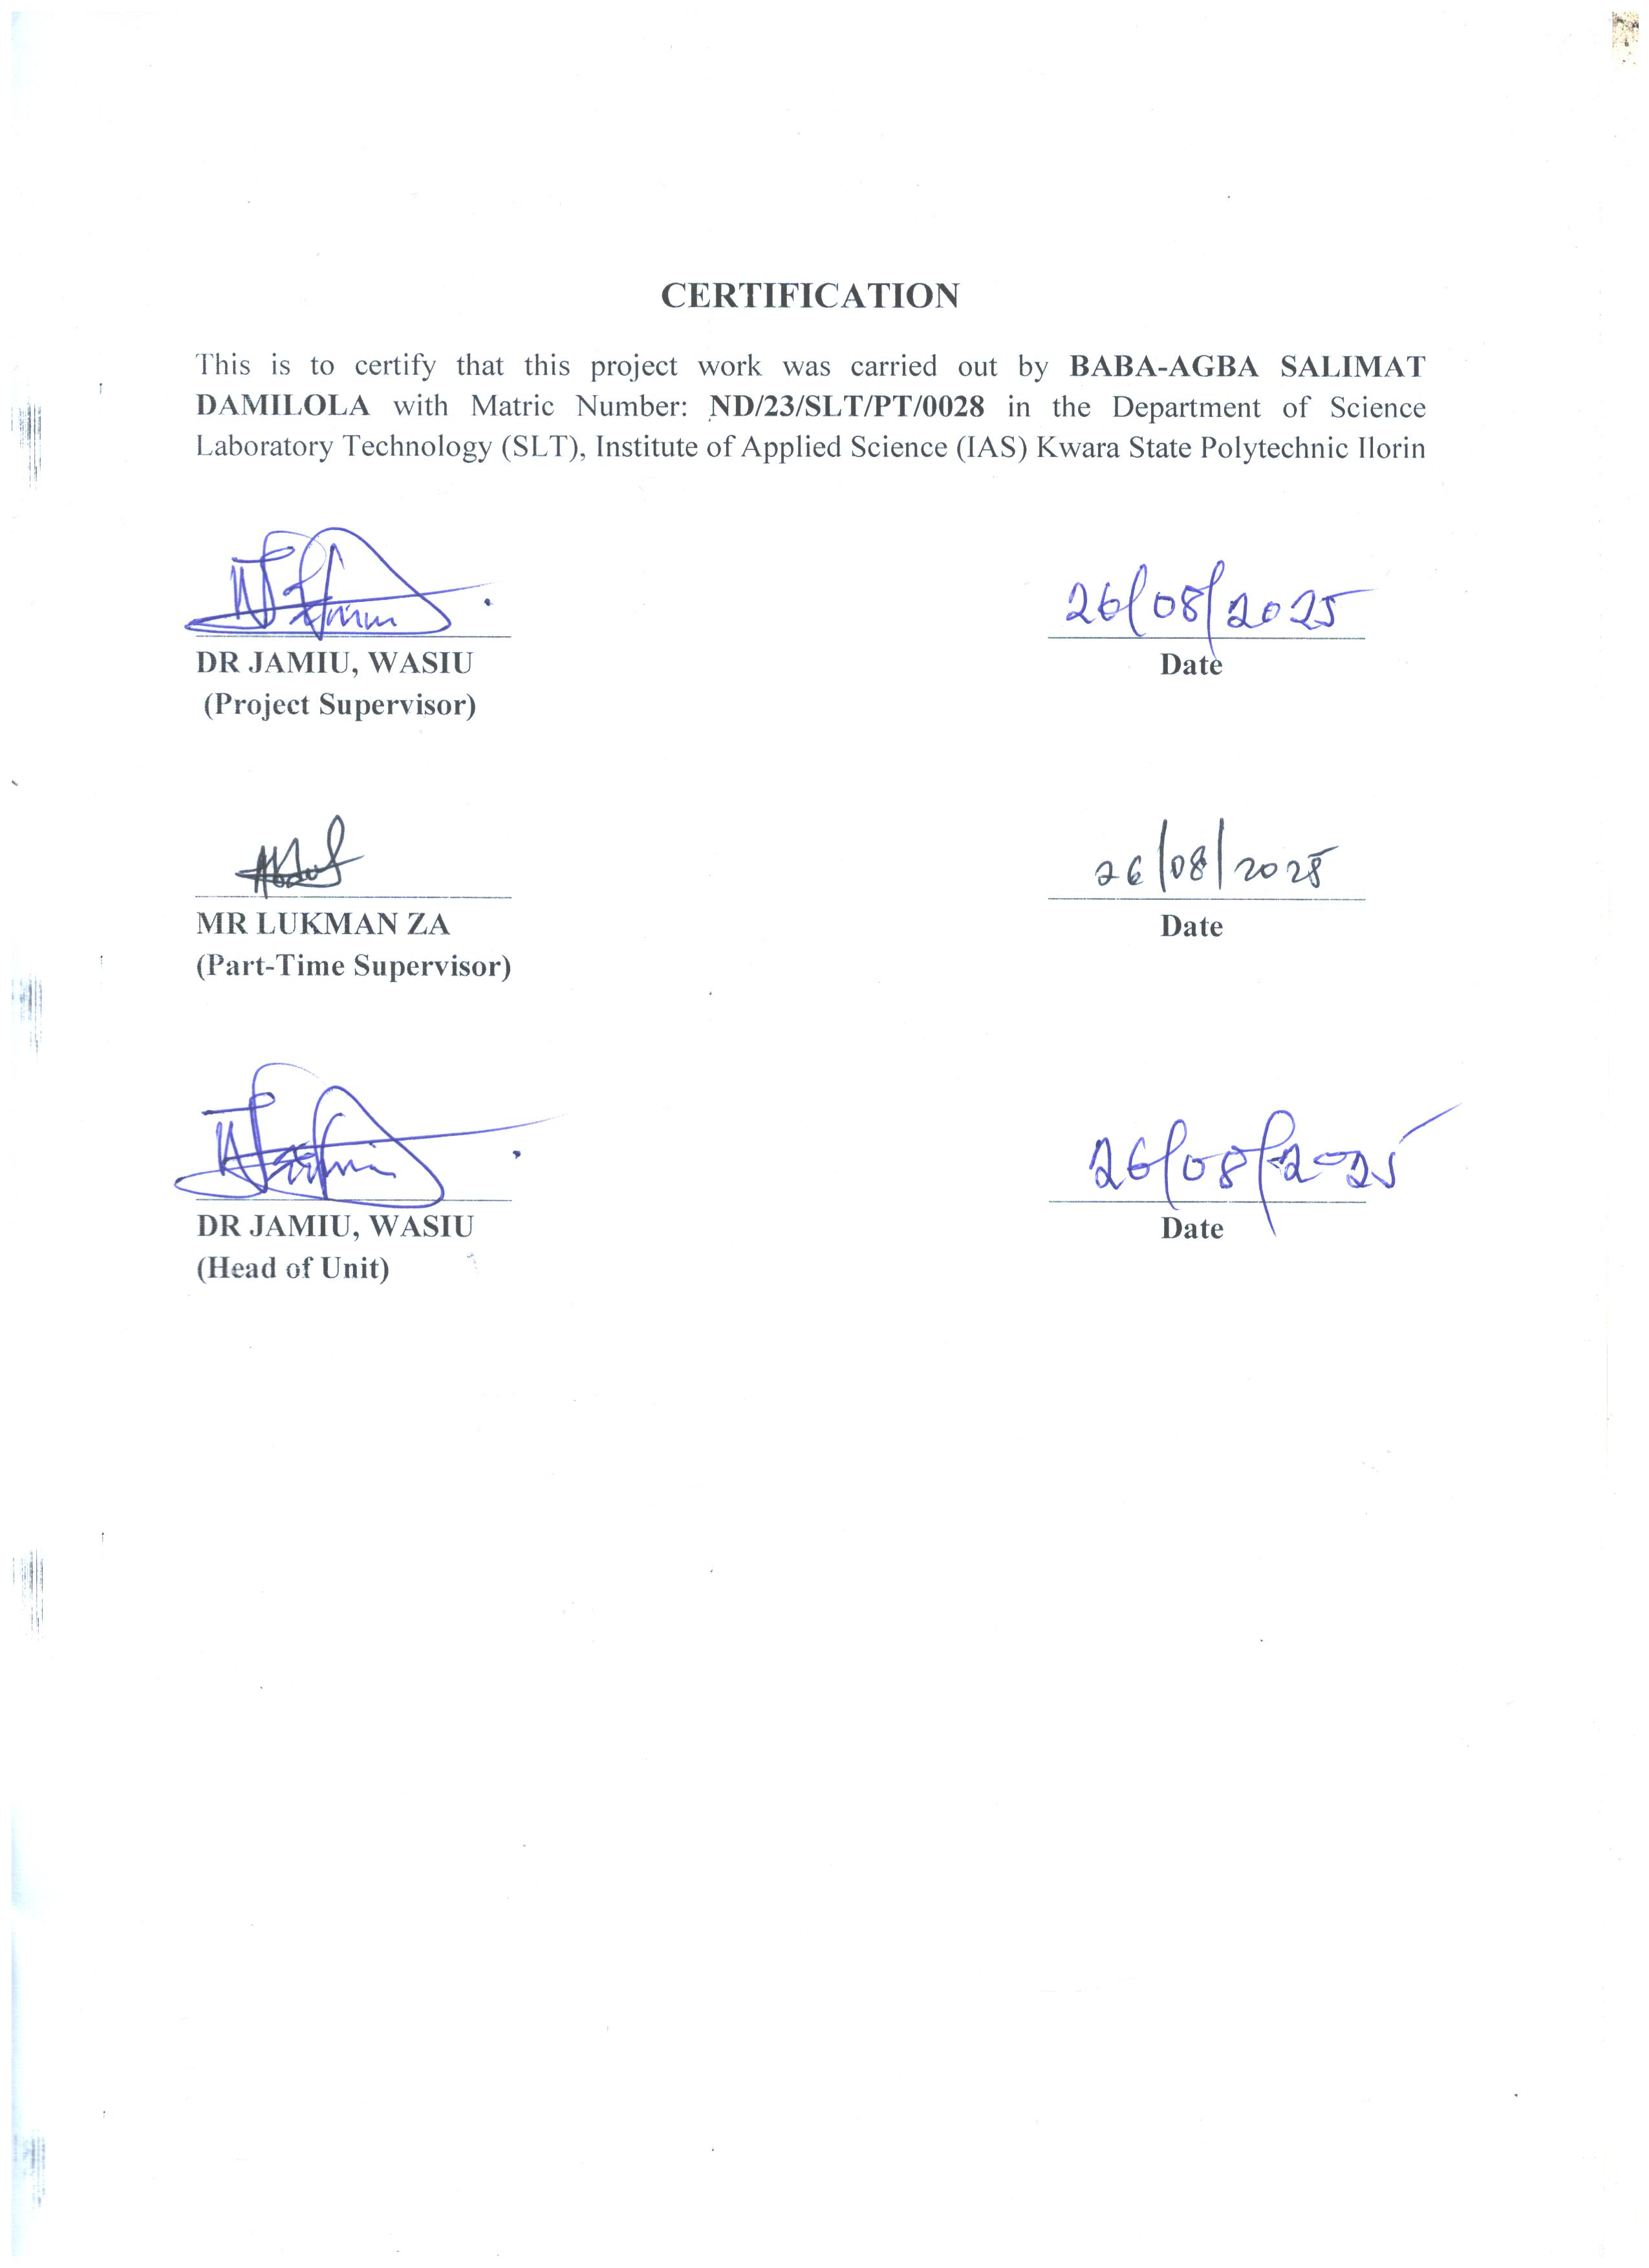 CERTIFICATION
This is to certify that this project work was carried out by BABA-AGBA SALIMAT
DAMILOLA with Matric Number: ND/23/SLT/PT/0028 in the Department of Science
Laboratory Technology (SLT), Institute of Applied Science (IAS) Kwara State Polytechnic Ilorin
26/08/2025
DR JAMIU, WASIU
Date
(Project Supervisor)
26/08/2025
MR LUKMAN ZA
Date
(Part-Time Supervisor)
26/08/2025
DR JAMIU, WASIU
Date
(Head of Unit)